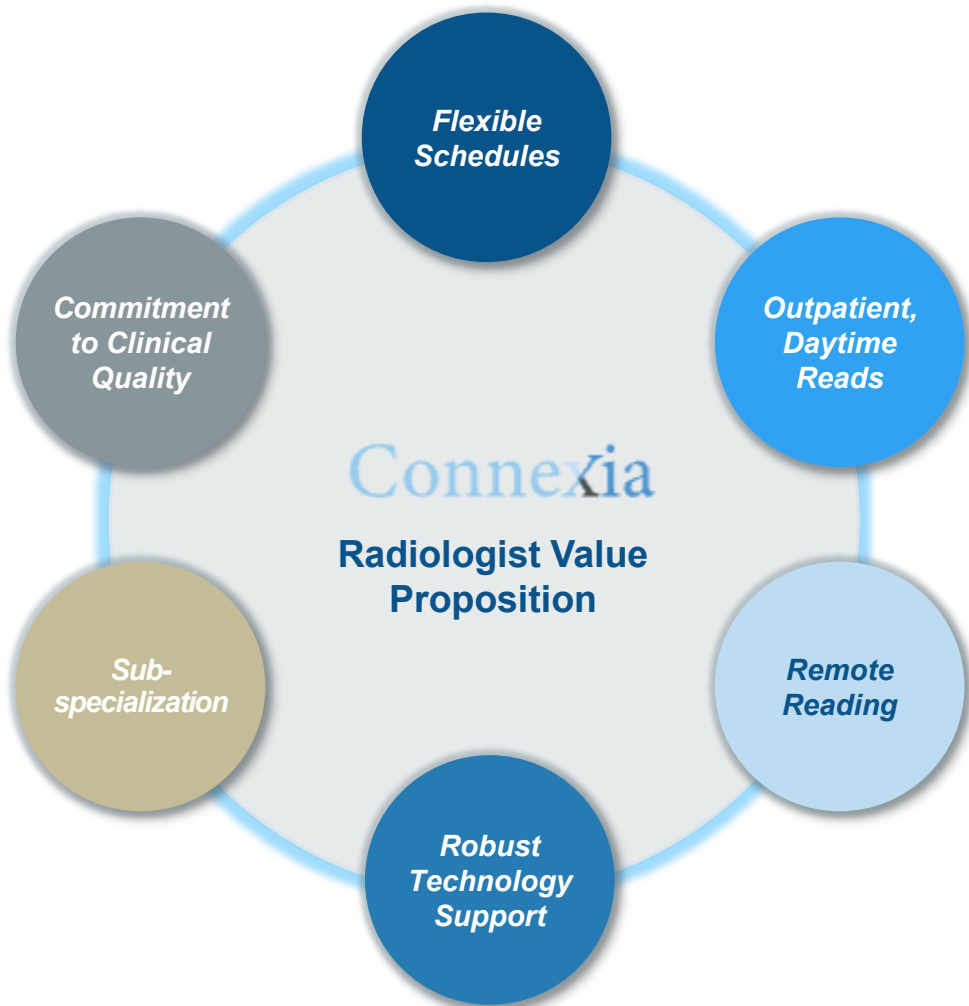 Flexible
Schedules
Commitment
to Clinical
Quality
Outpatient,
Daytime
Reads
Connexia
Radiologist Value
Proposition
Sub-
specialization
Remote
Reading
Robust
Technology
Support